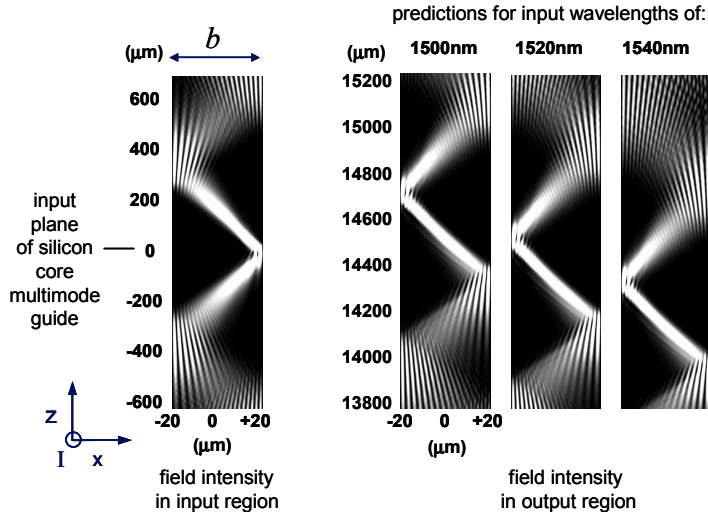 predictions for input wavelengths of:
b
(μm)
(μm)
1500nm
1520nm
1540nm
600
400
200
0
-200
-400
-600
input
plane
of silicon
core
multimode
guide
15200
15000
14800
14600
14400
14200
14000
13800
-20
0
+20
(μm)
-20
0
+20
(μm)
Z
I
x
field intensity
in input region
field intensity
in output region